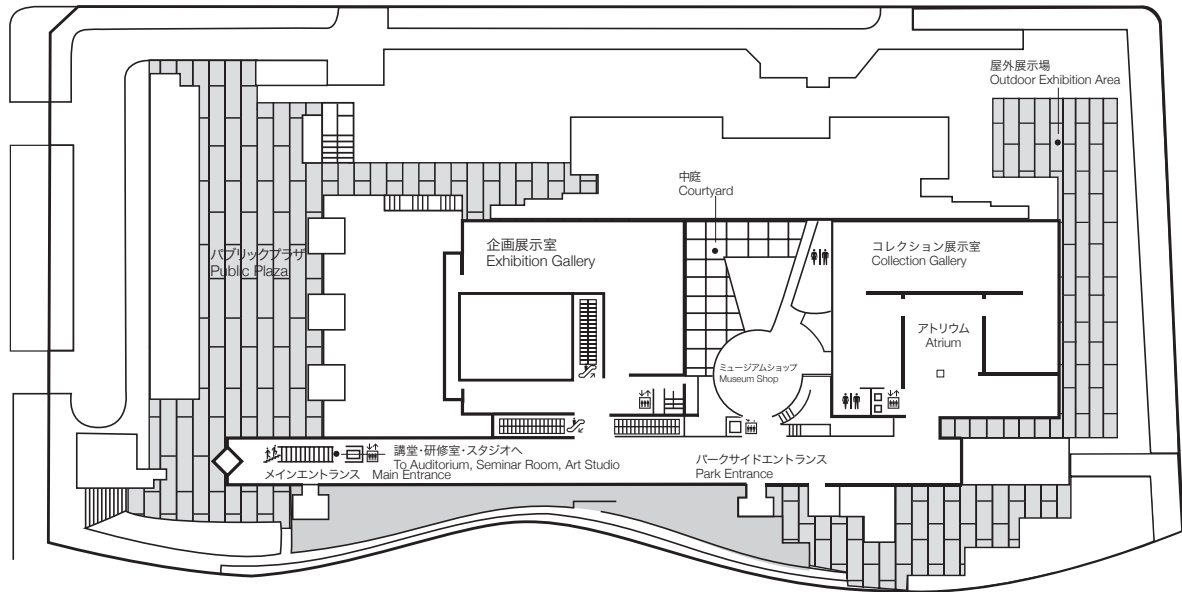 屋外展示場
Outdoor Exhibition Area
中庭
Courtyard
パブリックプラザ
Public Plaza
企画展示室
Exhibition Gallery
コレクション展示室
Collection Gallery
アトリウム
Atrium
ミュージアムショップ
Museum Shop
講堂・研修室・スタジオへ
To Auditorium, Seminar Room, Art Studio
メインエントランス Main Entrance
パークサイドエントランス
Park Entrance